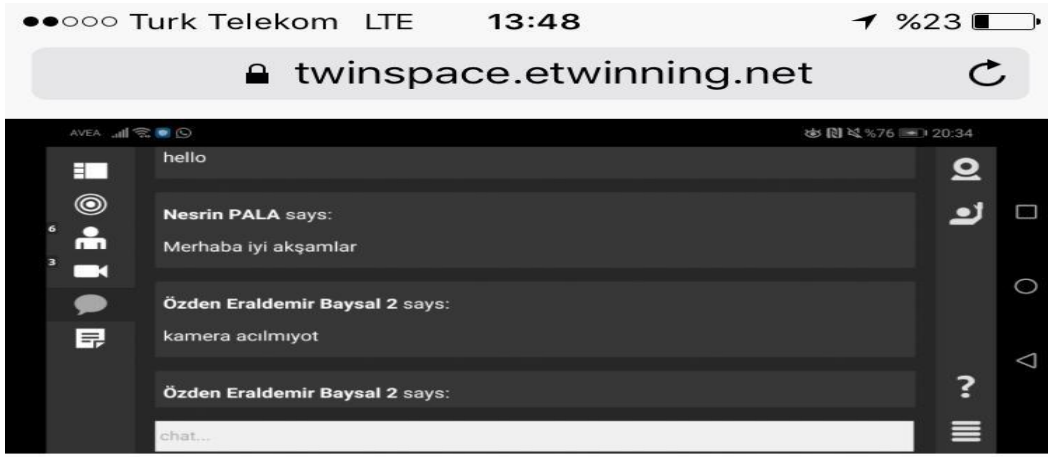 Turk Telekom LTE 13:48 %23
twinspace.etwinning.net
AVEA %76 20:34
hello
Nesrin PALA says:
6
Merhaba iyi akşamlar
3
Özden Eraldemir Baysal 2 says:
kamera acılmıyot
Özden Eraldemir Baysal 2 says:
?
chat...